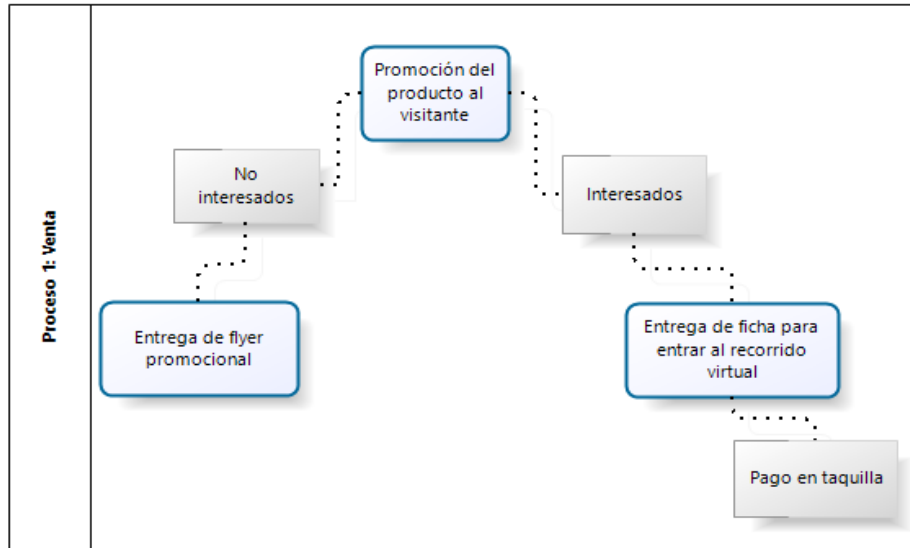 Proceso 1: Venta
Promoción del
producto al
visitante
No
interesados
Interesados
Entrega de flyer
promocional
Entrega de ficha para
entrar al recorrido
virtual
Pago en taquilla